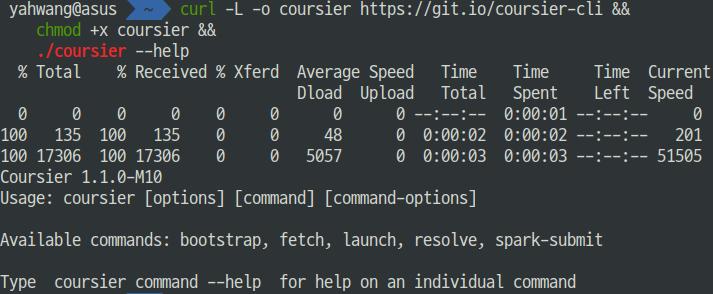 yahwang@asus ~ curl -L -o coursier https://git.io/coursier-cli &&
chmod +x coursier &&
./coursier --help
% Total % Received % Xferd Average Speed Time Time Time Current
Dload Upload Total Spent Left Speed
0 0 0 0 0 0 0 0 --:--:-- 0:00:01 --:--:-- 0
100 135 100 135 0 0 48 0 0:00:02 0:00:02 --:--:-- 201
100 17306 100 17306 0 0 5057 0 0:00:03 0:00:03 --:--:-- 51505
Coursier 1.1.0-M10
Usage: coursier [options] [command] [command-options]
Available commands: bootstrap, fetch, launch, resolve, spark-submit
Type coursier command --help for help on an individual command